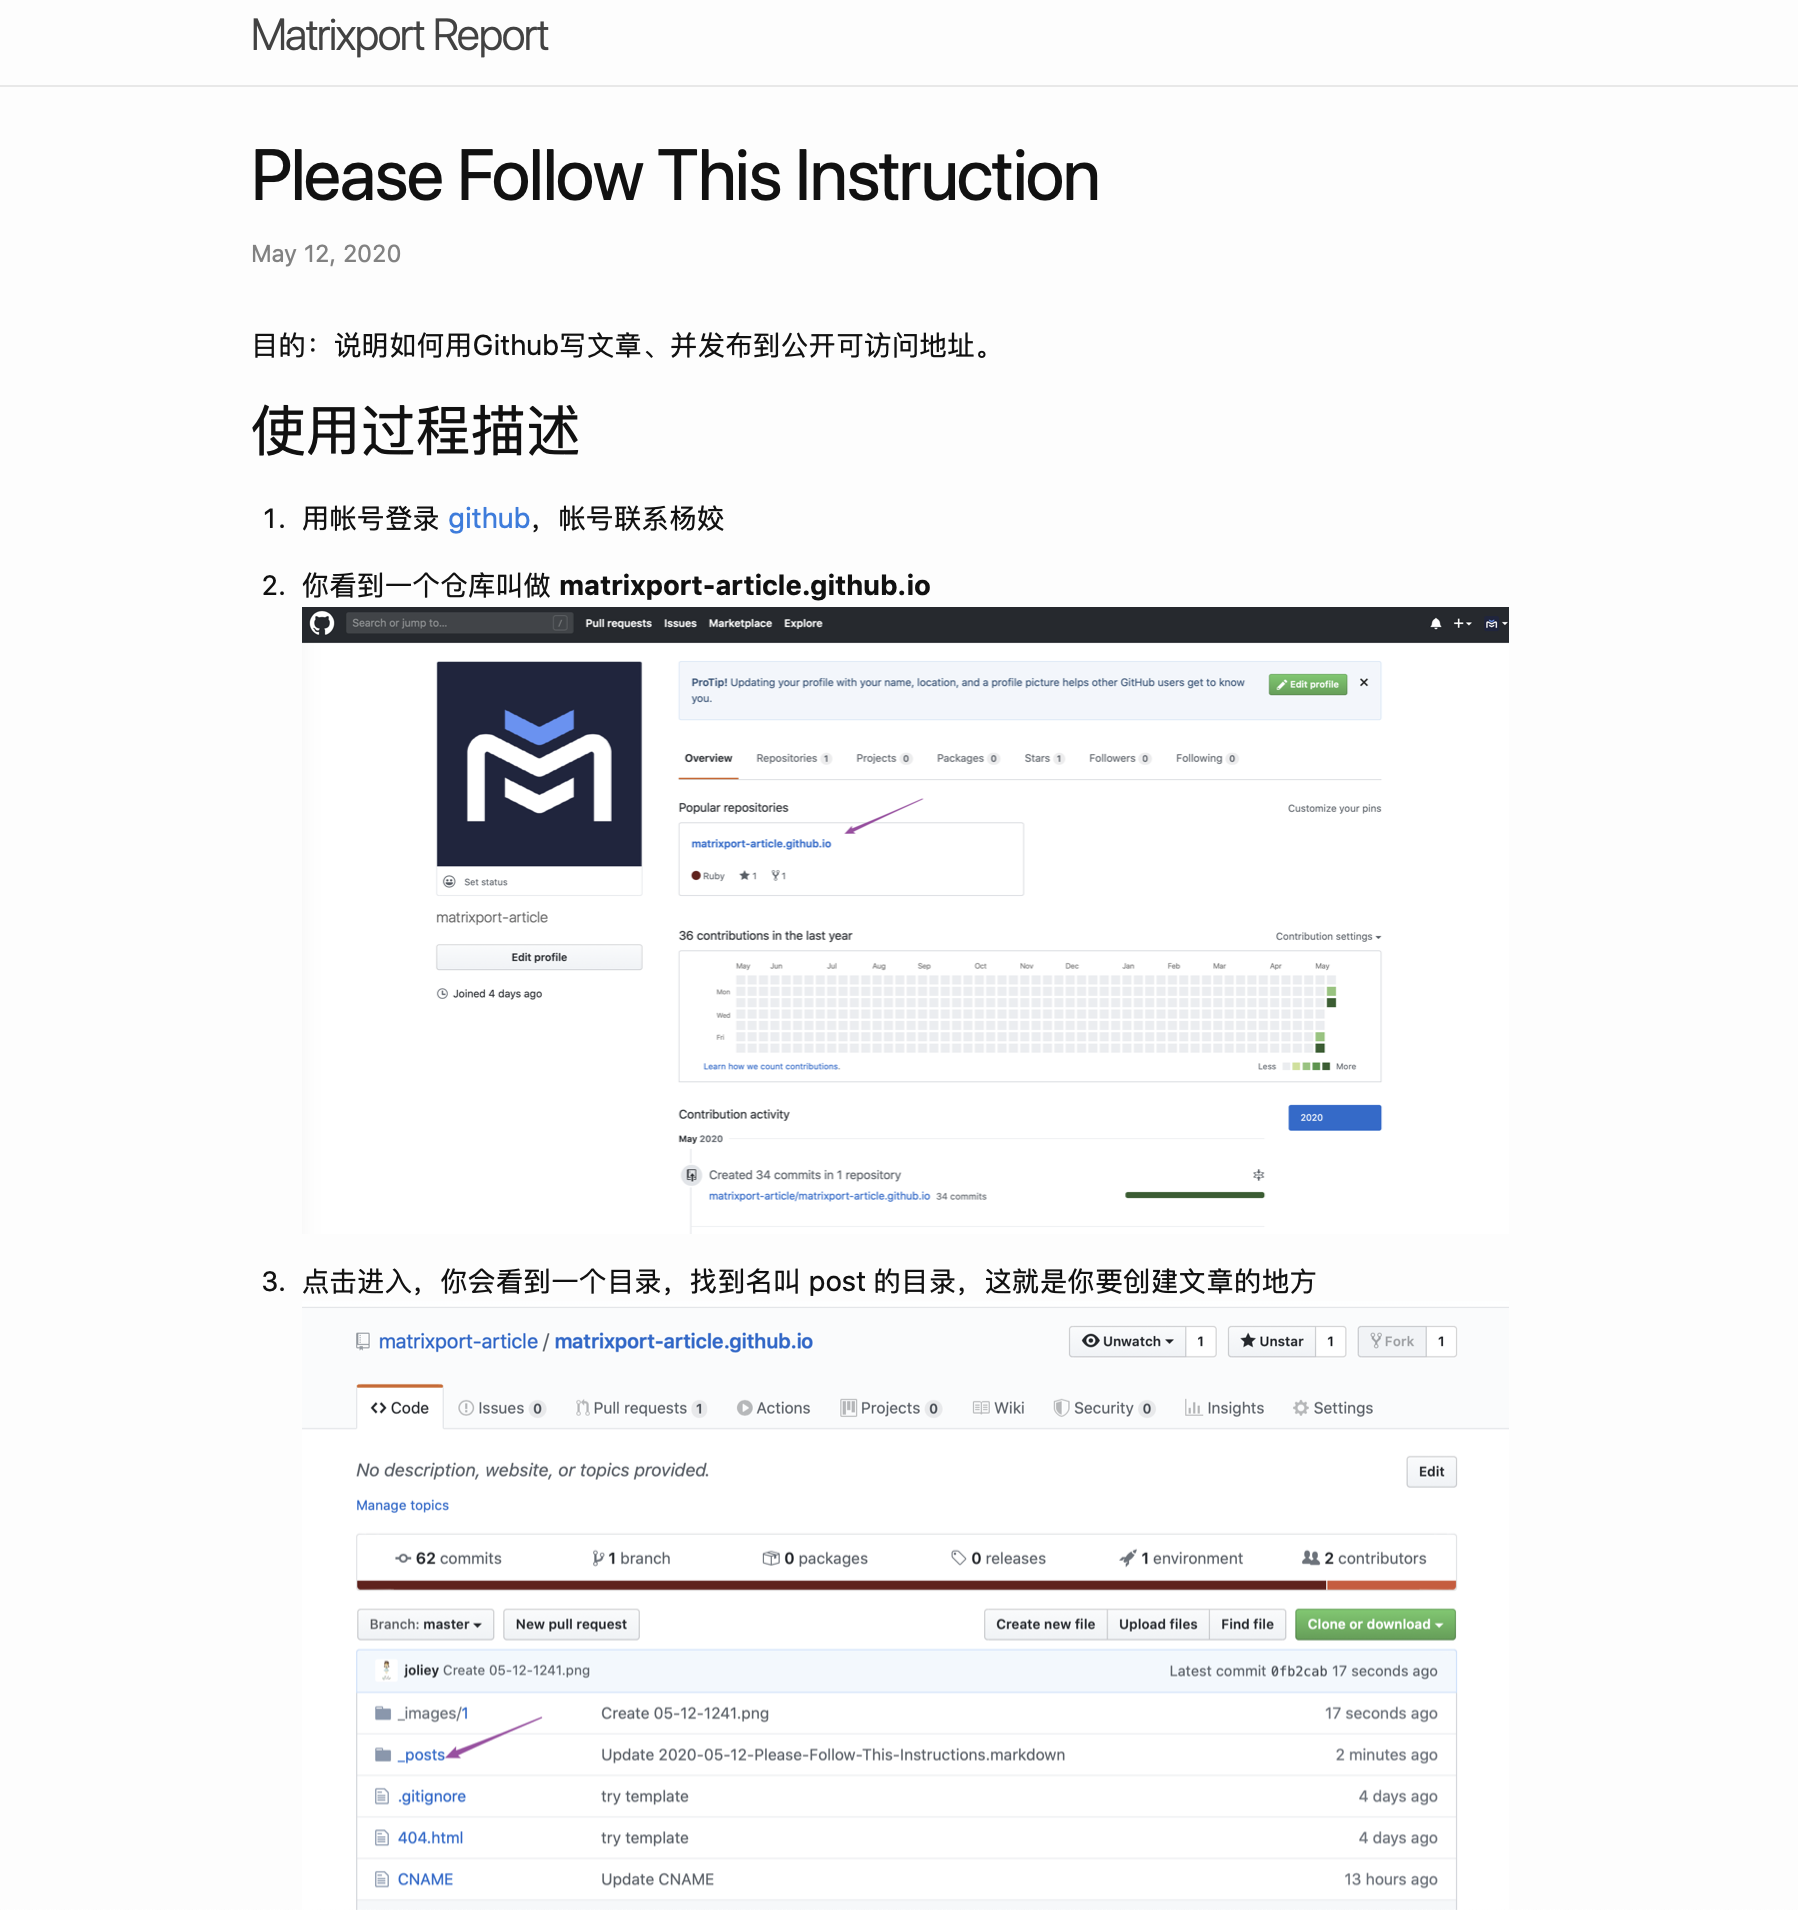 Matrixport Report
Please Follow This Instruction
May 12, 2020
目的：说明如何用Github写文章、并发布到公开可访问地址。
使用过程描述
1. 用帐号登录 github，帐号联系杨姣
2. 你看到一个仓库叫做 matrixport-article.github.io
Search or jump to... / Pull requests Issues Marketplace Explore
ProTip! Updating your profile with your name, location, and a profile picture helps other GitHub users get to know
you.
Edit profile
Overview Repositories 1 Projects 0 Packages 0 Stars 1 Followers 0 Following 0
Popular repositories Customize your pins
matrixport-article.github.io
Ruby 1 1
Set status
matrixport-article
Edit profile
Joined 4 days ago
36 contributions in the last year Contribution settings
May Jun Jul Aug Sep Oct Nov Dec Jan Feb Mar Apr May
Mon
Wed
Fri
Learn how we count contributions. Less More
Contribution activity 2020
May 2020
Created 34 commits in 1 repository
matrixport-article/matrixport-article.github.io 34 commits
3. 点击进入，你会看到一个目录，找到名叫 post 的目录，这就是你要创建文章的地方
matrixport-article / matrixport-article.github.io Unwatch 1 Unstar 1 Fork 1
Code Issues 0 Pull requests 1 Actions Projects 0 Wiki Security 0 Insights Settings
No description, website, or topics provided. Edit
Manage topics
62 commits 1 branch 0 packages 0 releases 1 environment 2 contributors
Branch: master New pull request Create new file Upload files Find file Clone or download
joliey Create 05-12-1241.png Latest commit 0fb2cab 17 seconds ago
_images/1 Create 05-12-1241.png 17 seconds ago
_posts Update 2020-05-12-Please-Follow-This-Instructions.markdown 2 minutes ago
.gitignore try template 4 days ago
404.html try template 4 days ago
CNAME Update CNAME 13 hours ago